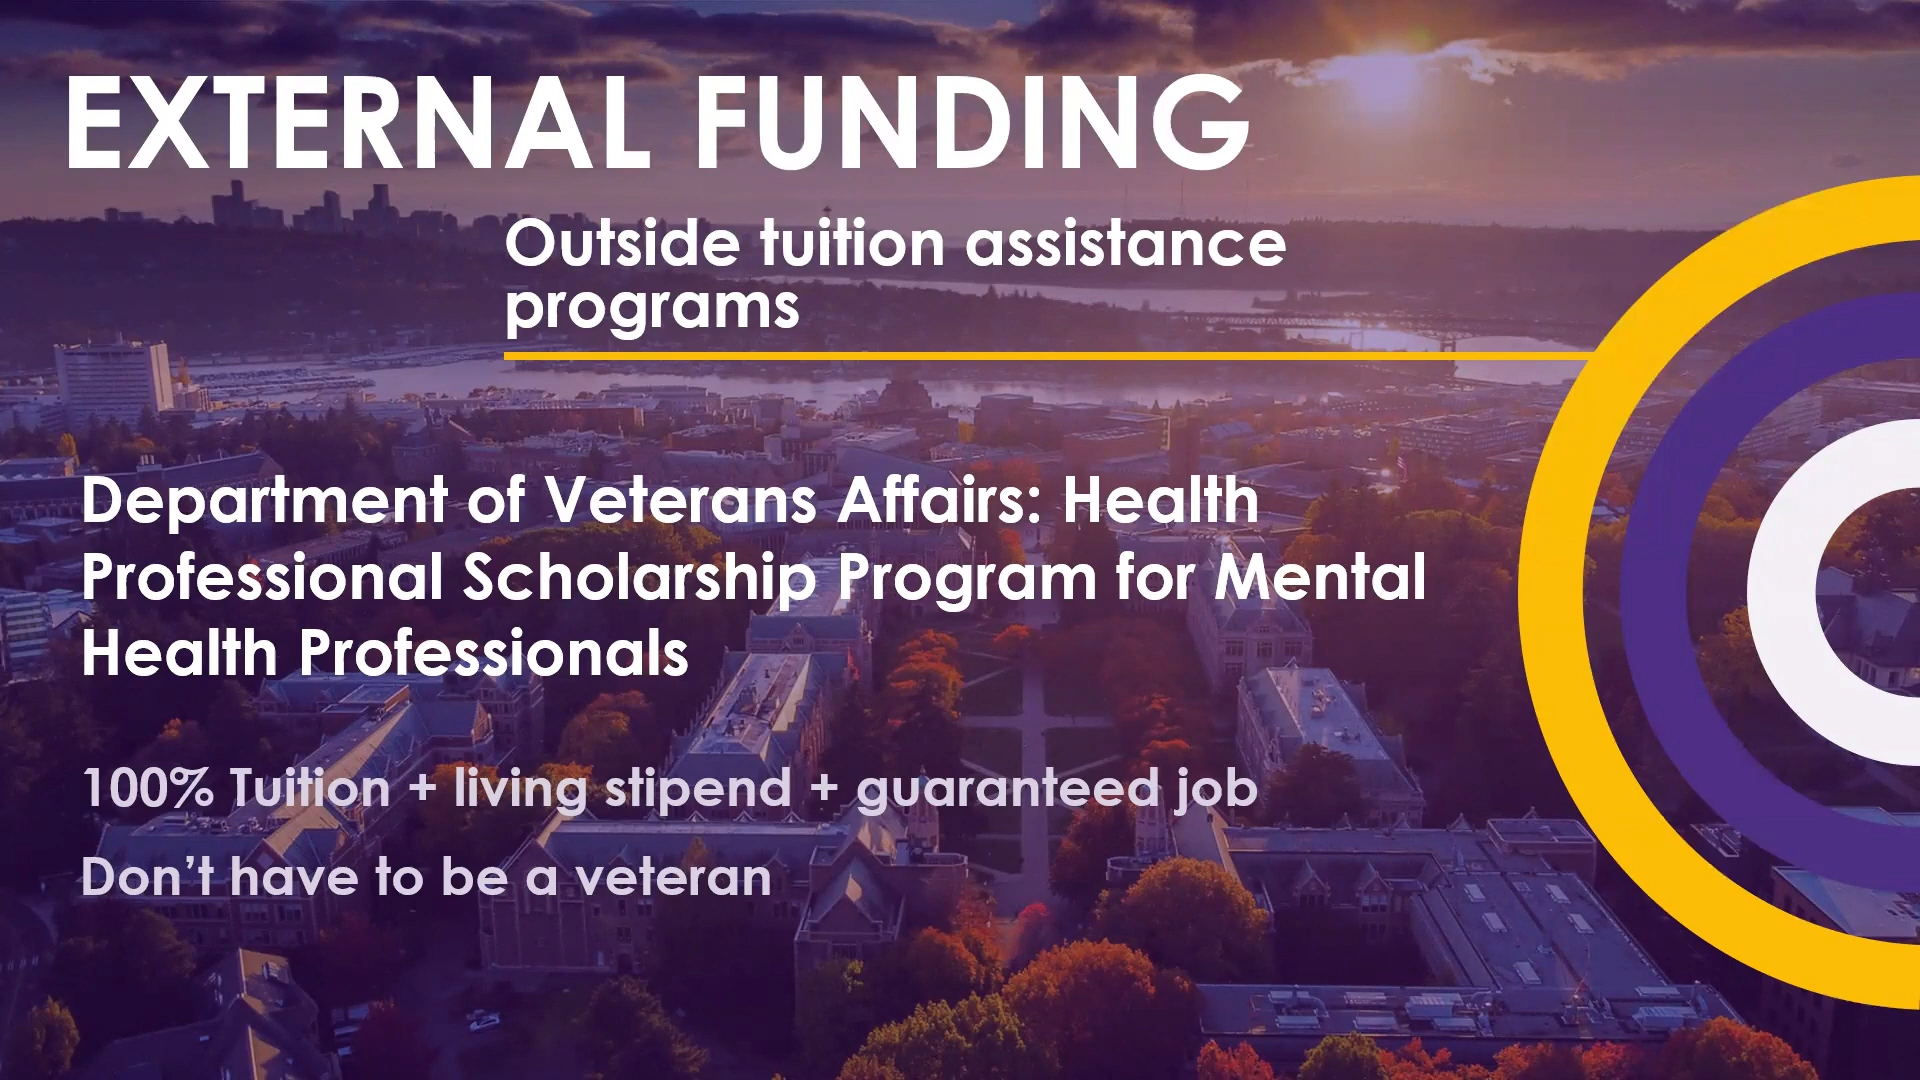 EXTERNAL FUNDING
Outside tuition assistance
programs
Department of Veterans Affairs: Health
Professional Scholarship Program for Mental
Health Professionals
100% Tuition + living stipend + guaranteed job
Don’t have to be a veteran